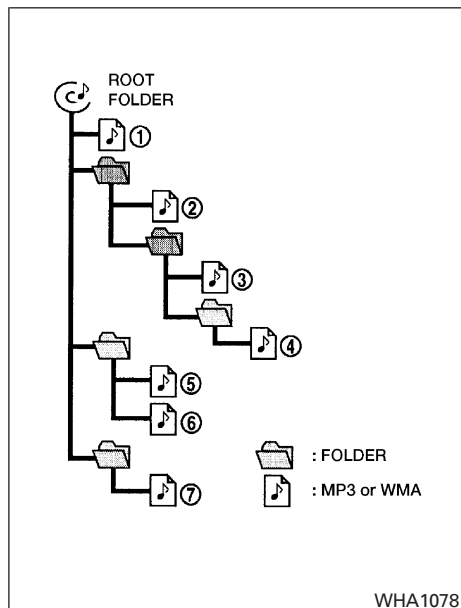 ROOT
FOLDER
①
②
③
④
⑤
⑥
⑦
: FOLDER
: MP3 or WMA
WHA1078